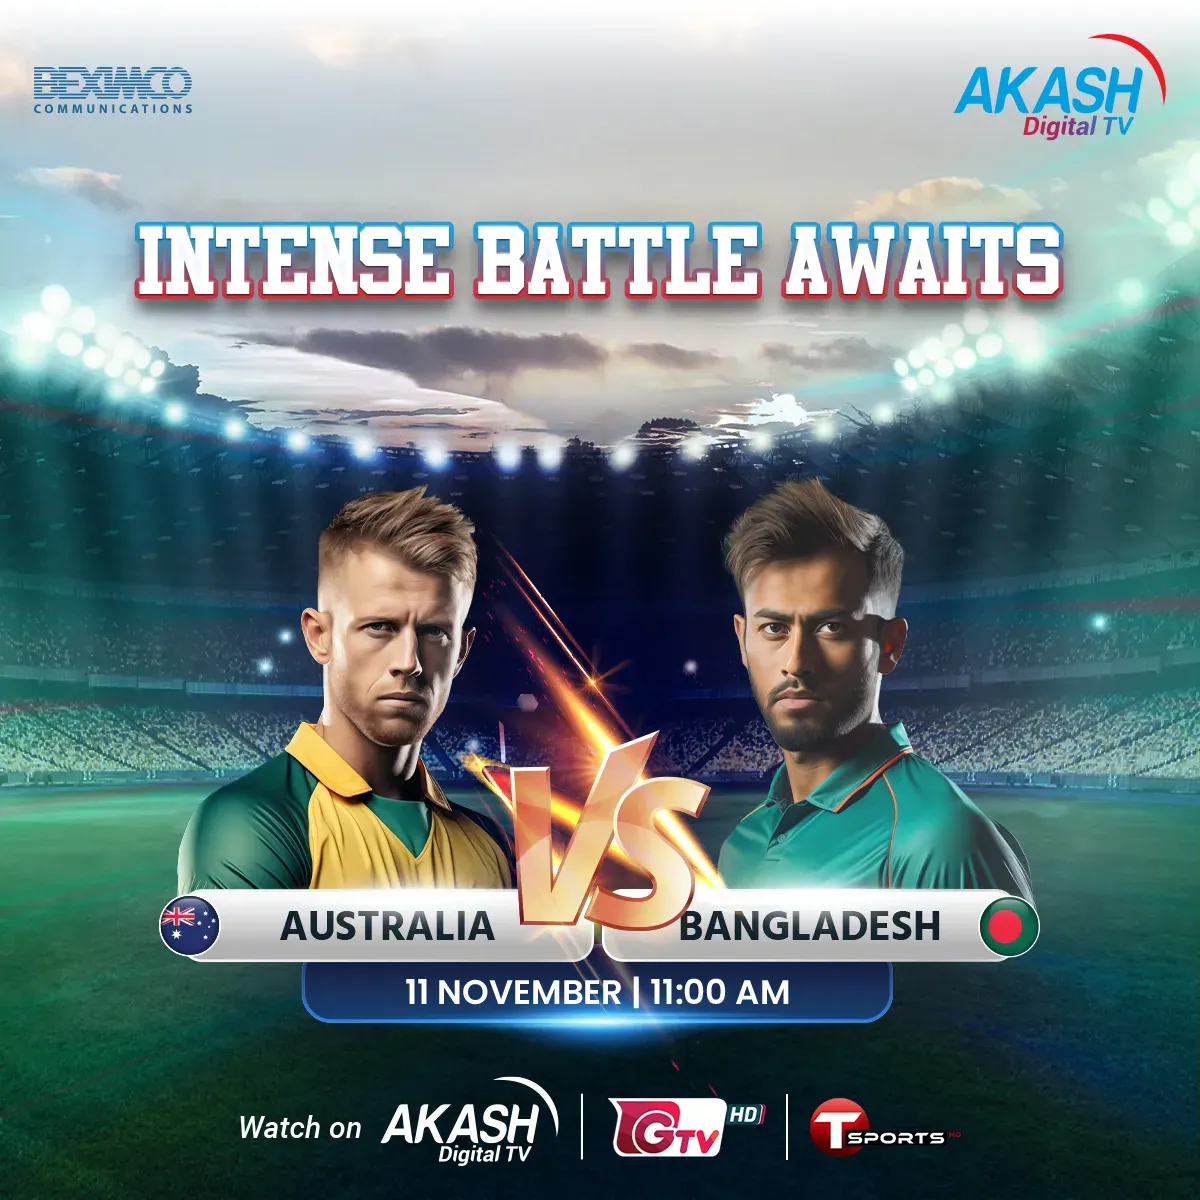 BEXIMCO
COMMUNICATIONS
AKASH
Digital TV
INTENSE BATTLE AWAITS
VS
AUSTRALIA
BANGLADESH
11 NOVEMBER | 11:00 AM
Watch on
AKASH
Digital TV
GTV HD
T SPORTS HD